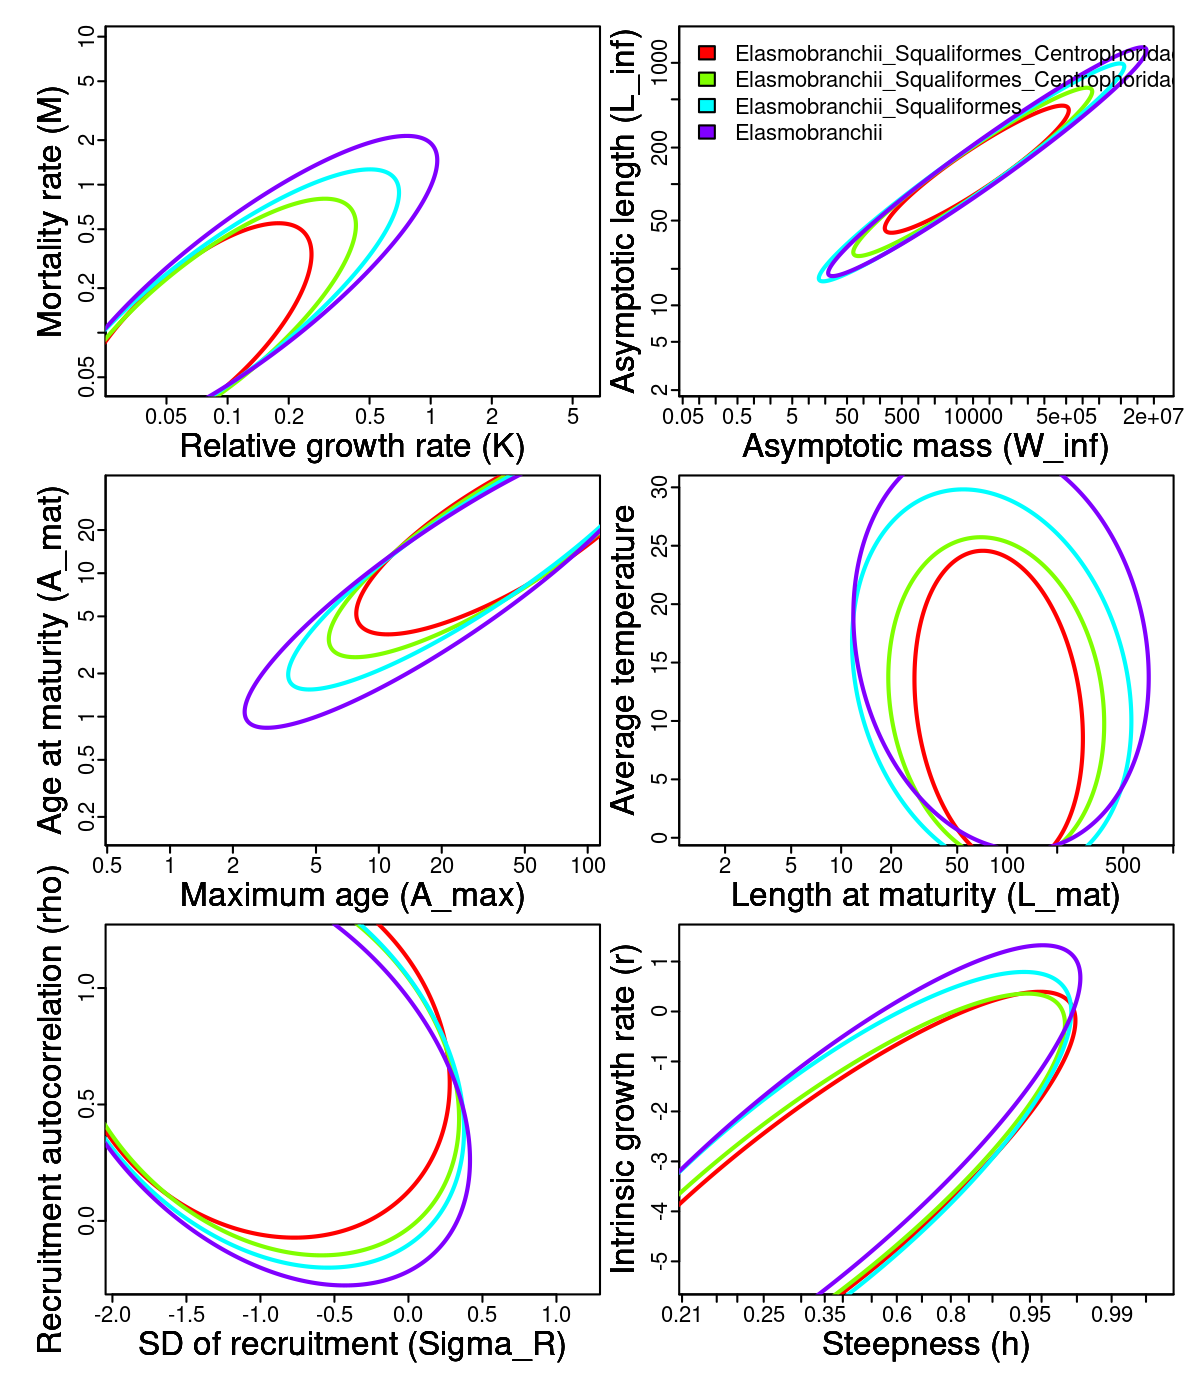 Mortality rate (M)
0.05 0.2 0.5 1 2 5 10
0.05 0.1 0.2 0.5 1 2 5
Relative growth rate (K)
Asymptotic length (L_inf)
2 5 10 50 200 1000
Elasmobranchii_Squaliformes_Centrophorida
Elasmobranchii_Squaliformes_Centrophorida
Elasmobranchii_Squaliformes
Elasmobranchii
0.05 0.5 5 50 500 10000 5e+05 2e+07
Asymptotic mass (W_inf)
Age at maturity (A_mat)
0.2 0.5 1 2 5 10 20
0.5 1 2 5 10 20 50 100
Maximum age (A_max)
Average temperature
0 5 10 15 20 25 30
2 5 10 20 50 100 500
Length at maturity (L_mat)
Recruitment autocorrelation (rho)
0.0 0.5 1.0
-2.0 -1.5 -1.0 -0.5 0.0 0.5 1.0
SD of recruitment (Sigma_R)
Intrinsic growth rate (r)
-5 -4 -3 -2 -1 0 1
0.21 0.25 0.35 0.6 0.8 0.95 0.99
Steepness (h)